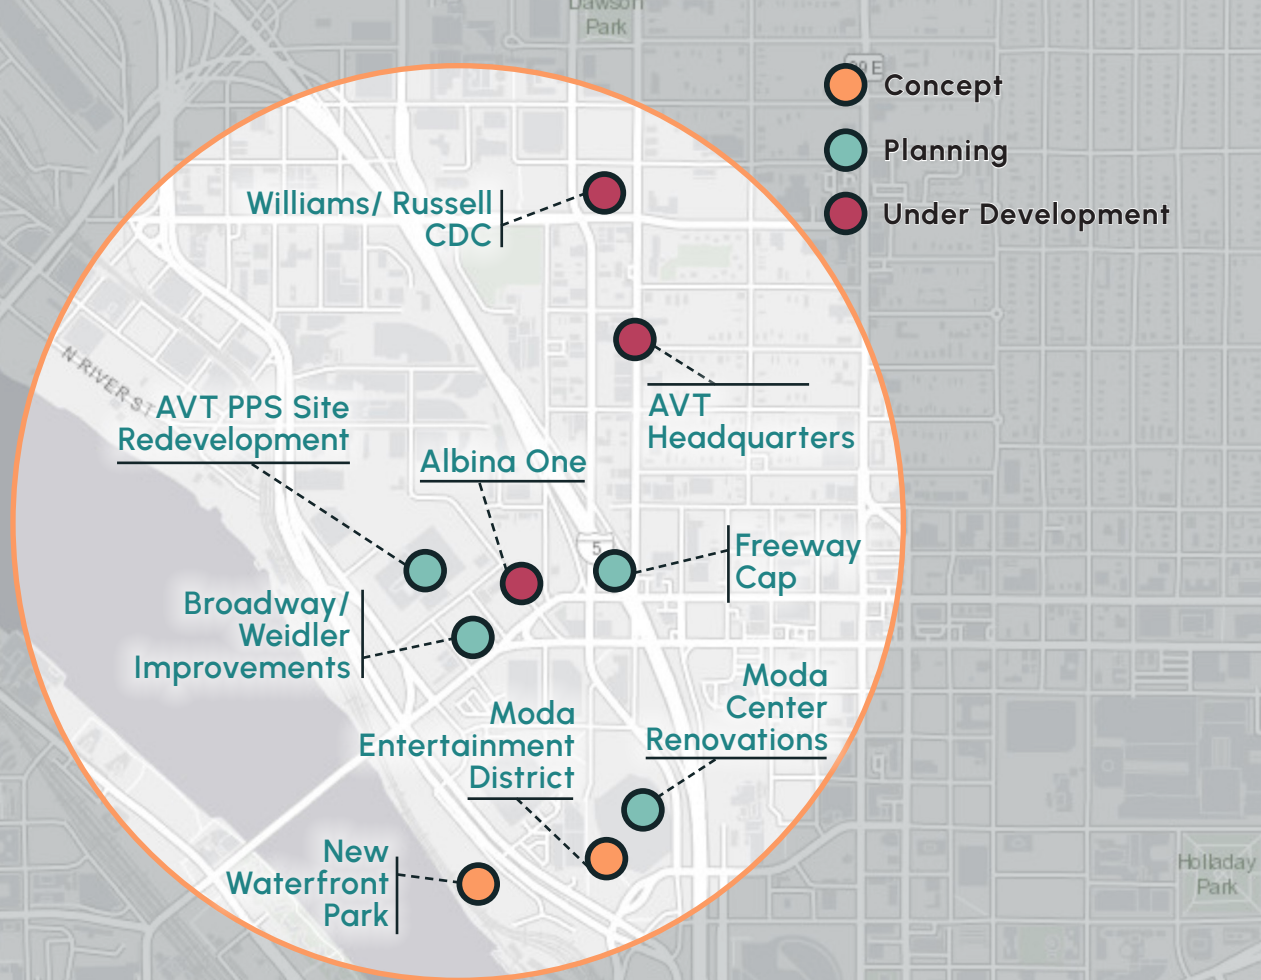 Dawson
Park
99 E
Concept
Planning
Under Development
Williams/ Russell
CDC
AVT
Headquarters
N RIVER ST
AVT PPS Site
Redevelopment
Albina One
5
Freeway
Cap
Broadway/
Weidler
Improvements
Moda
Center
Renovations
Moda
Entertainment
District
New
Waterfront
Park
Holladay
Park